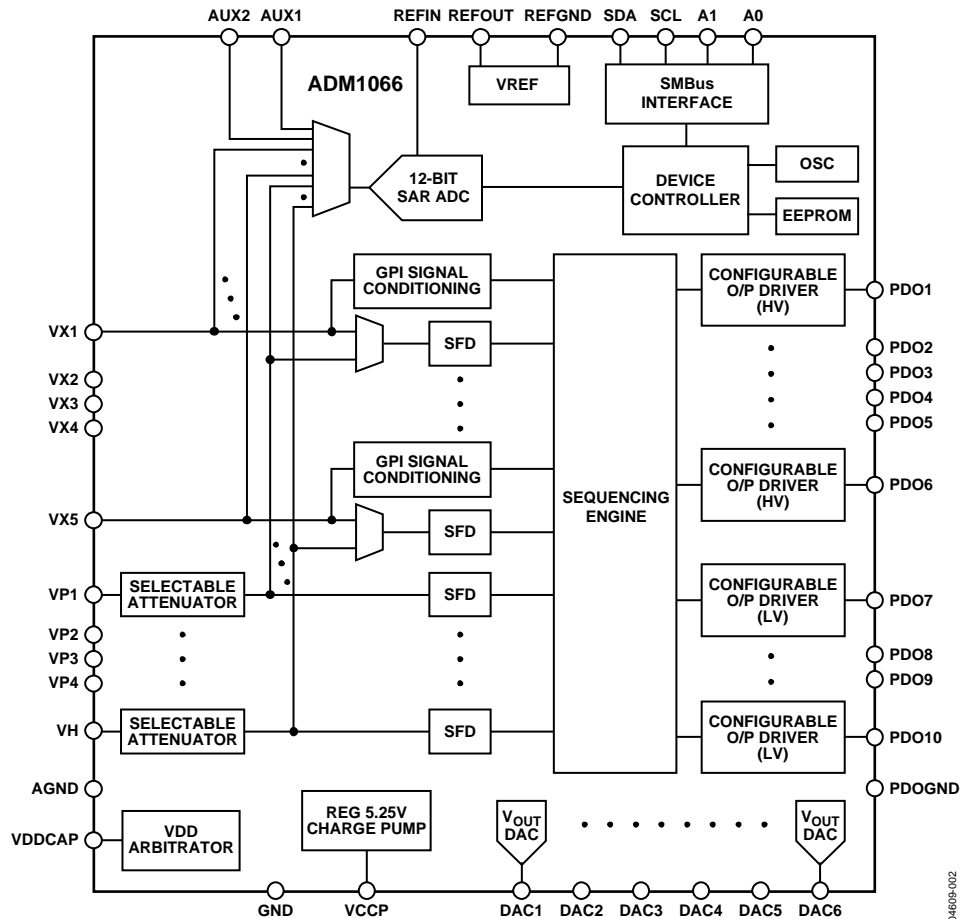 AUX2 AUX1 REFIN REFOUT REFGND SDA SCL A1 A0
ADM1066
VREF
SMBus
INTERFACE
12-BIT
SAR ADC
DEVICE
CONTROLLER
OSC
EEPROM
GPI SIGNAL
CONDITIONING
CONFIGURABLE
O/P DRIVER
(HV)
PDO1
VX1
SFD
PDO2
VX2
PDO3
VX3
PDO4
VX4
PDO5
GPI SIGNAL
CONDITIONING
CONFIGURABLE
O/P DRIVER
(HV)
PDO6
SEQUENCING
ENGINE
VX5
SFD
VP1
SELECTABLE
ATTENUATOR
SFD
CONFIGURABLE
O/P DRIVER
(LV)
PDO7
VP2
VP3
VP4
PDO8
PDO9
VH
SELECTABLE
ATTENUATOR
SFD
CONFIGURABLE
O/P DRIVER
(LV)
PDO10
AGND
PDOGND
VDDCAP
VDD
ARBITRATOR
REG 5.25V
CHARGE PUMP
VOUT
DAC
VOUT
DAC
GND VCCP DAC1 DAC2 DAC3 DAC4 DAC5 DAC6
04609-002